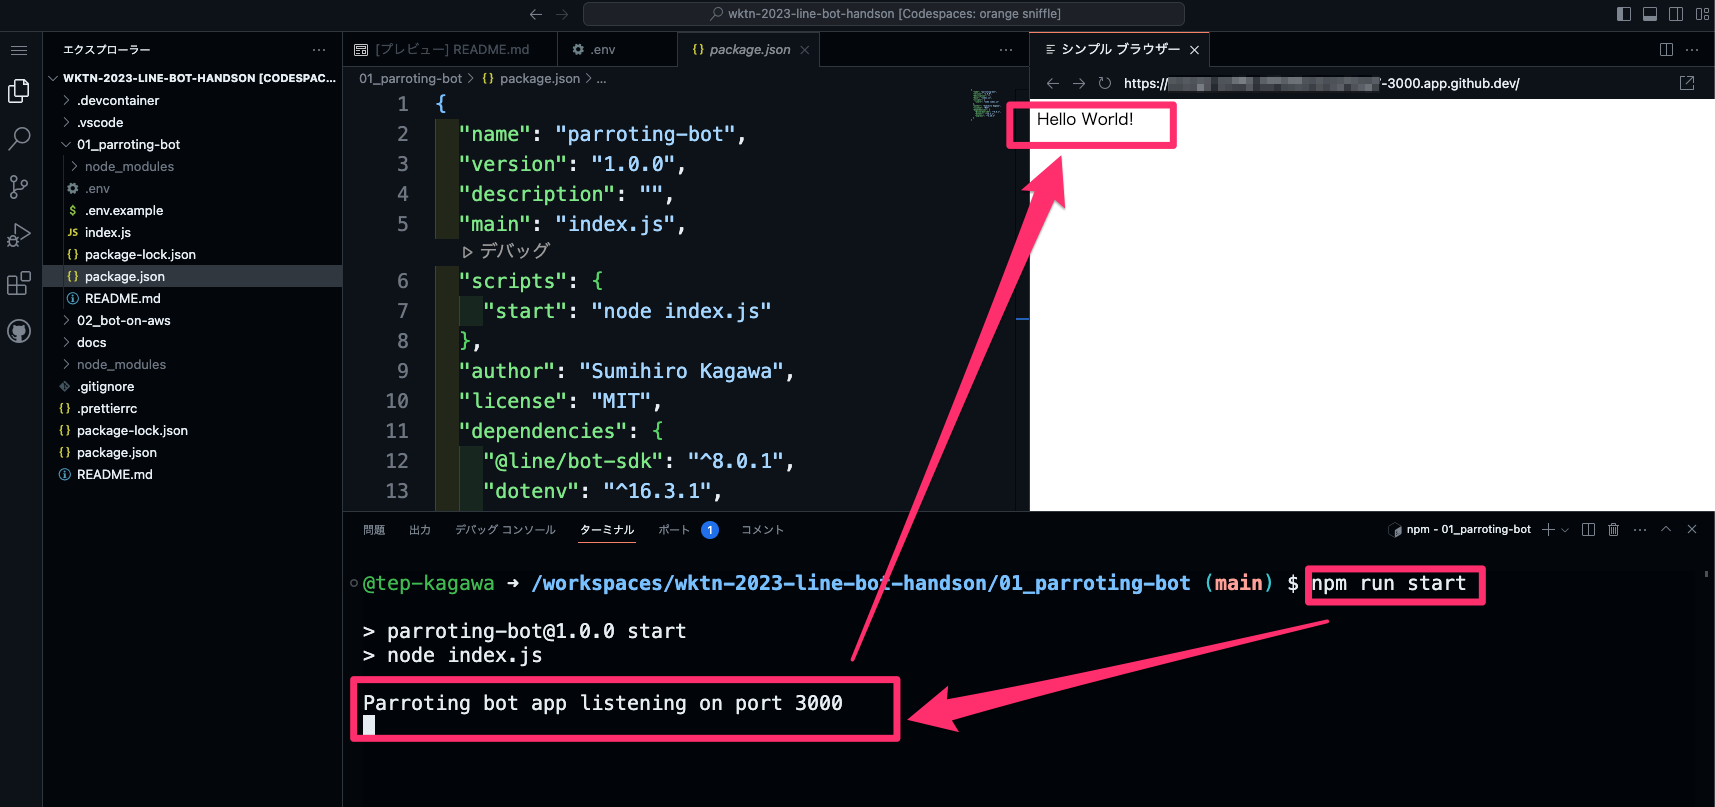 wktn-2023-line-bot-handson [Codespaces: orange sniffle]
エクスプローラー
WKTN-2023-LINE-BOT-HANDSON [CODESPAC...
.devcontainer
.vscode
01_parroting-bot
node_modules
.env
$ .env.example
JS index.js
{} package-lock.json
{} package.json
README.md
02_bot-on-aws
docs
node_modules
.gitignore
{} .prettierrc
{} package-lock.json
{} package.json
README.md
[プレビュー] README.md
.env
{} package.json
01_parroting-bot > {} package.json > ...
1 {
2 "name": "parroting-bot",
3 "version": "1.0.0",
4 "description": "",
5 "main": "index.js",
デバッグ
6 "scripts": {
7 "start": "node index.js"
8 },
9 "author": "Sumihiro Kagawa",
10 "license": "MIT",
11 "dependencies": {
12 "@line/bot-sdk": "^8.0.1",
13 "dotenv": "^16.3.1",
シンプル ブラウザー
https://-3000.app.github.dev/
Hello World!
問題 出力 デバッグ コンソール ターミナル ポート 1 コメント
npm - 01_parroting-bot
@tep-kagawa ➜ /workspaces/wktn-2023-line-bot-handson/01_parroting-bot (main) $ npm run start
> parroting-bot@1.0.0 start
> node index.js
Parroting bot app listening on port 3000